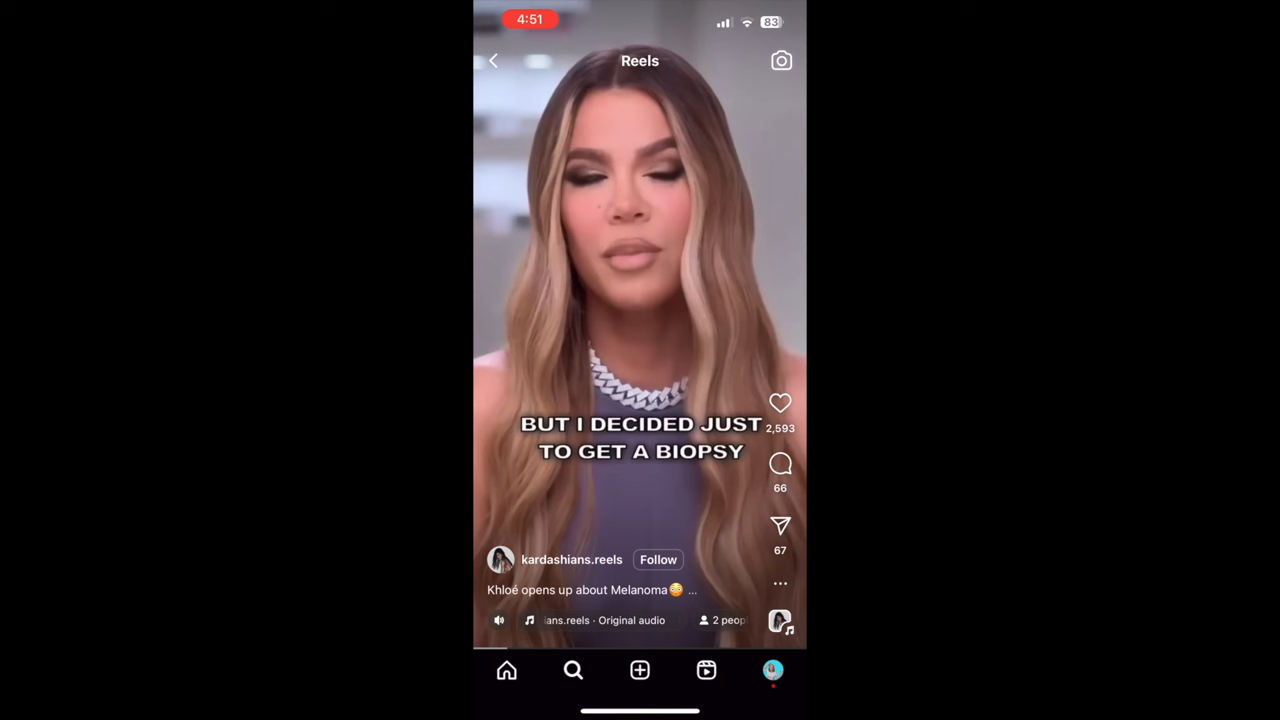 4:51
83
Reels
BUT I DECIDED JUST
TO GET A BIOPSY
2,593
66
67
kardashians.reels
Follow
Khloé opens up about Melanoma😳 ...
ians.reels · Original audio
2 peop